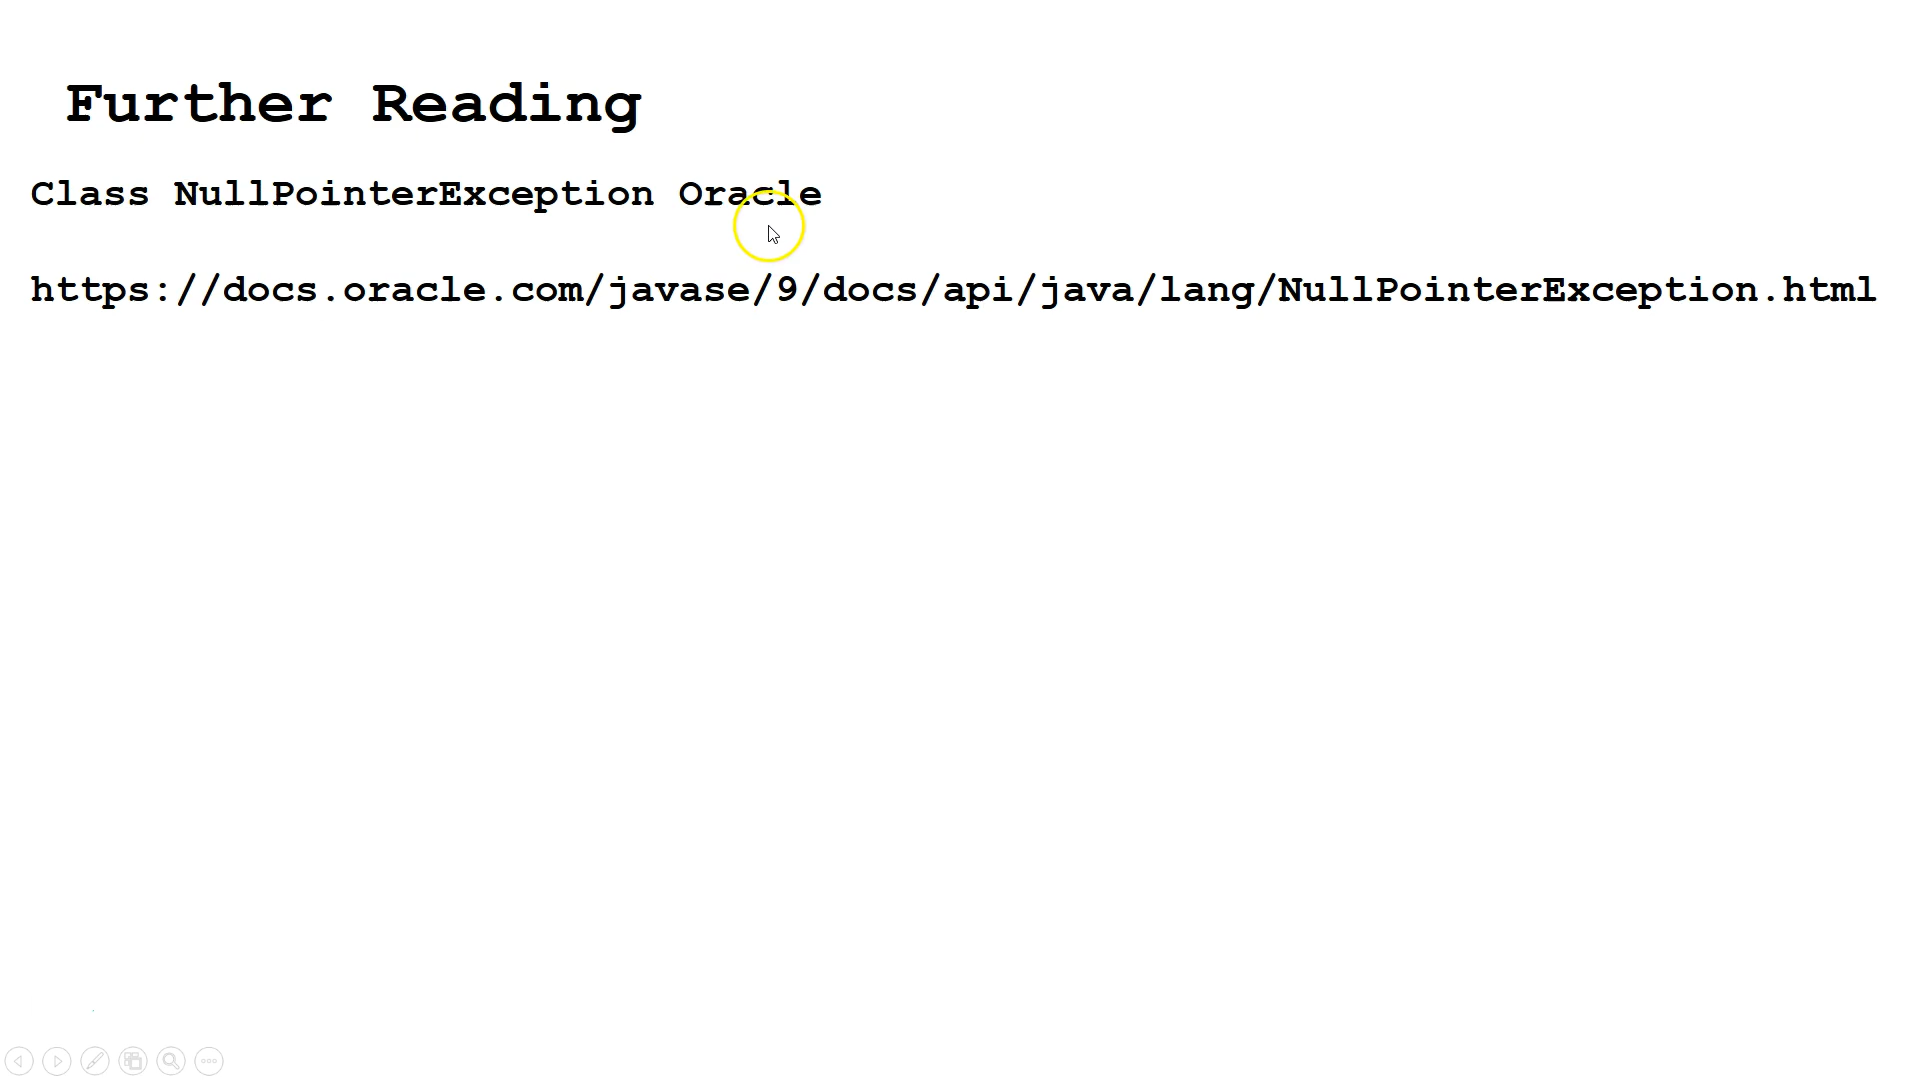 Further Reading
Class NullPointerException Oracle
https://docs.oracle.com/javase/9/docs/api/java/lang/NullPointerException.html